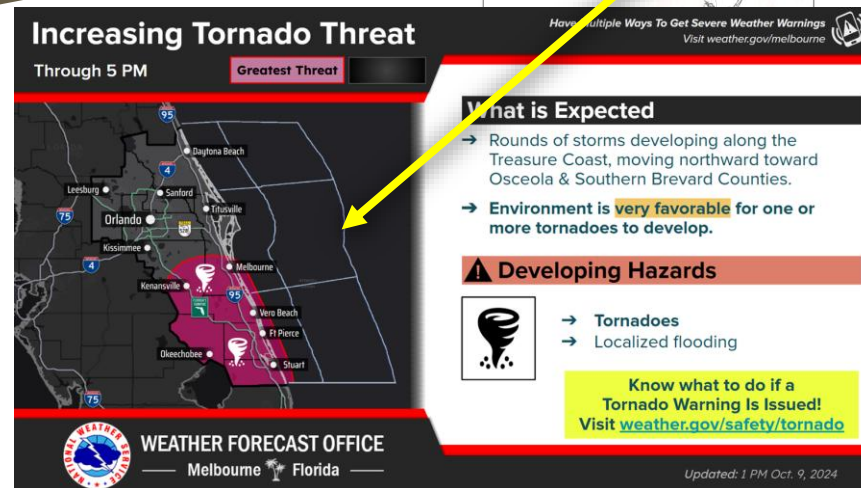 Increasing Tornado Threat
Have Multiple Ways To Get Severe Weather Warnings
Visit weather.gov/melbourne
Through 5 PM
Greatest Threat
What is Expected
→ Rounds of storms developing along the
Treasure Coast, moving northward toward
Osceola & Southern Brevard Counties.
→ Environment is very favorable for one or
more tornadoes to develop.
Developing Hazards
→ Tornadoes
→ Localized flooding
Know what to do if a
Tornado Warning Is Issued!
Visit weather.gov/safety/tornado
95
Daytona Beach
4
Leesburg
Sanford
75
Orlando
Titusville
528
Kissimmee
4
Melbourne
Kenansville
95
Vero Beach
Ft Pierce
Okeechobee
Stuart
75
NATIONAL WEATHER SERVICE
WEATHER FORECAST OFFICE
Melbourne Florida
Updated: 1 PM Oct. 9, 2024